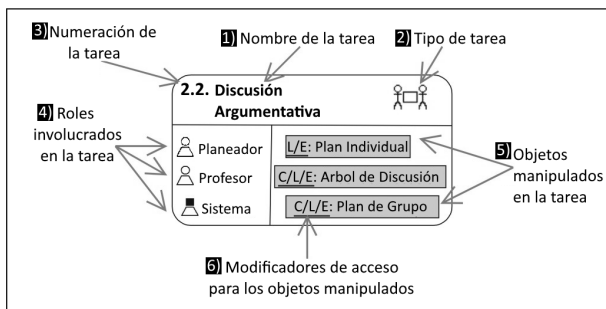 3) Numeración de
la tarea
1) Nombre de la tarea
2) Tipo de tarea
2.2. Discusión
Argumentativa
4) Roles
involucrados
en la tarea
Planeador
Profesor
Sistema
L/E: Plan Individual
C/L/E: Arbol de Discusión
C/L/E: Plan de Grupo
5) Objetos
manipulados
en la tarea
6) Modificadores de acceso
para los objetos manipulados